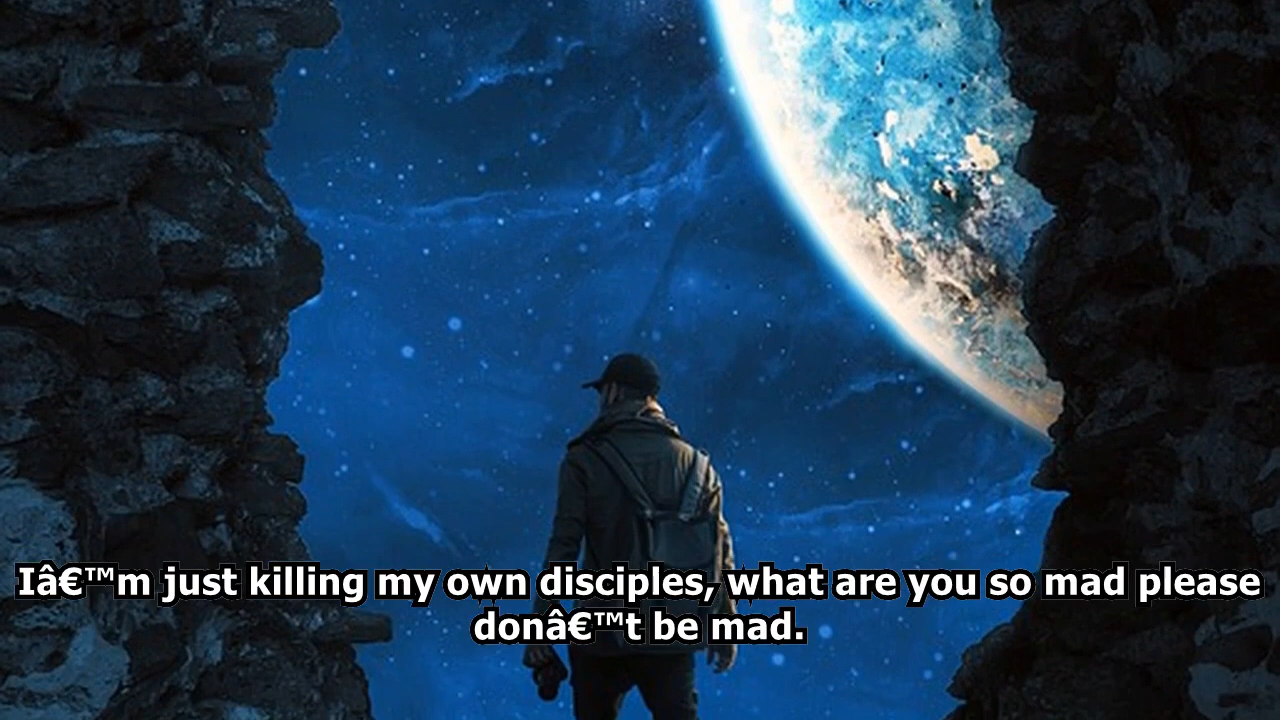 Iâ€™m just killing my own disciples, what are you so mad please
donâ€™t be mad.